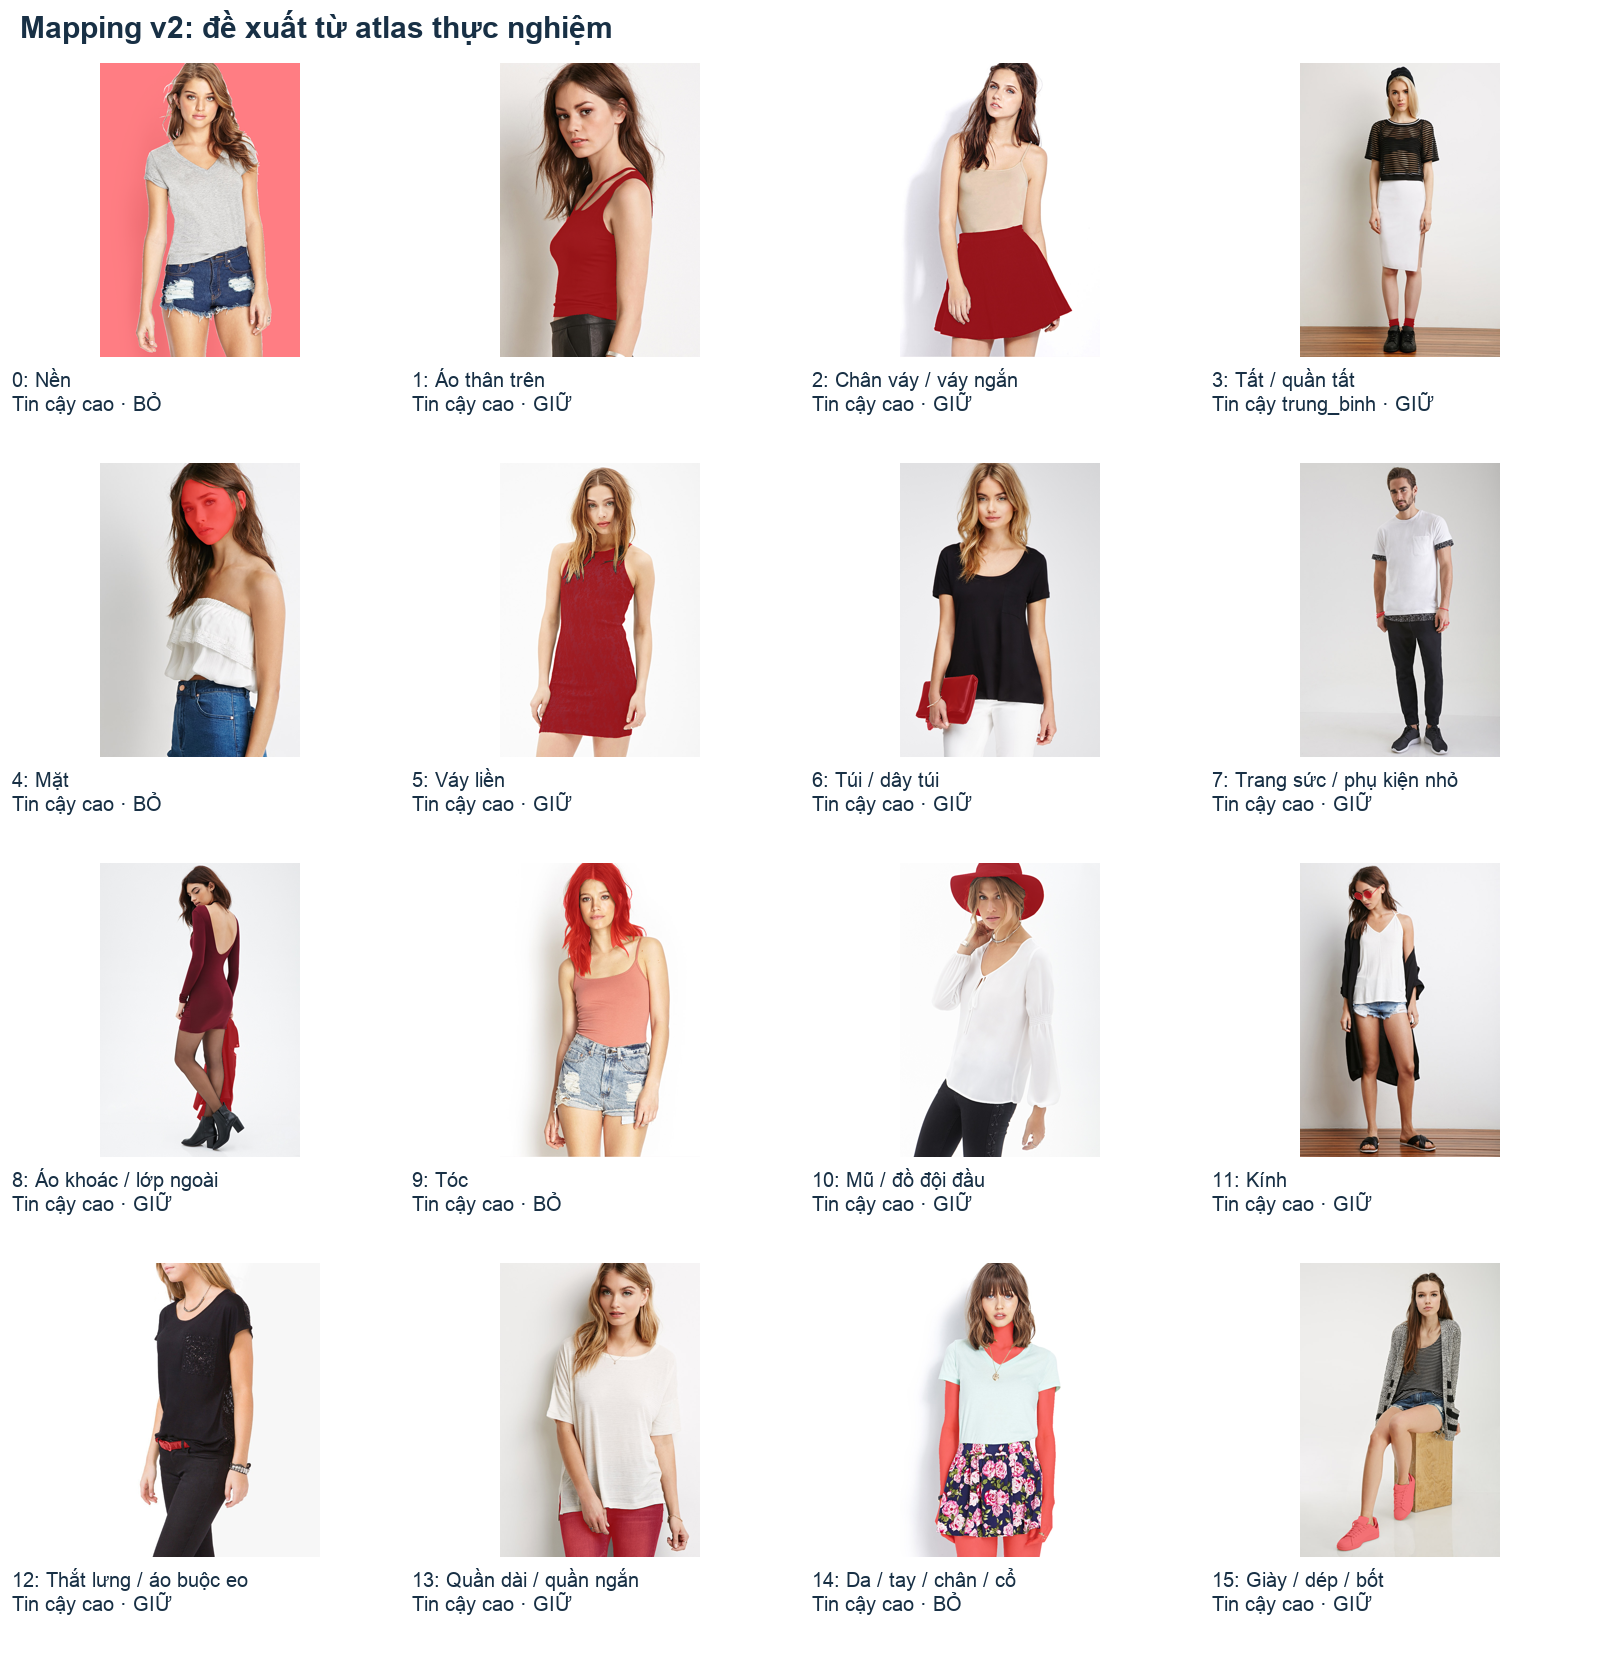 Mapping v2: đề xuất từ atlas thực nghiệm
0: Nền
Tin cậy cao · BỎ
1: Áo thân trên
Tin cậy cao · GIỮ
2: Chân váy / váy ngắn
Tin cậy cao · GIỮ
3: Tất / quần tất
Tin cậy trung_binh · GIỮ
4: Mặt
Tin cậy cao · BỎ
5: Váy liền
Tin cậy cao · GIỮ
6: Túi / dây túi
Tin cậy cao · GIỮ
7: Trang sức / phụ kiện nhỏ
Tin cậy cao · GIỮ
8: Áo khoác / lớp ngoài
Tin cậy cao · GIỮ
9: Tóc
Tin cậy cao · BỎ
10: Mũ / đồ đội đầu
Tin cậy cao · GIỮ
11: Kính
Tin cậy cao · GIỮ
12: Thắt lưng / áo buộc eo
Tin cậy cao · GIỮ
13: Quần dài / quần ngắn
Tin cậy cao · GIỮ
14: Da / tay / chân / cổ
Tin cậy cao · BỎ
15: Giày / dép / bốt
Tin cậy cao · GIỮ